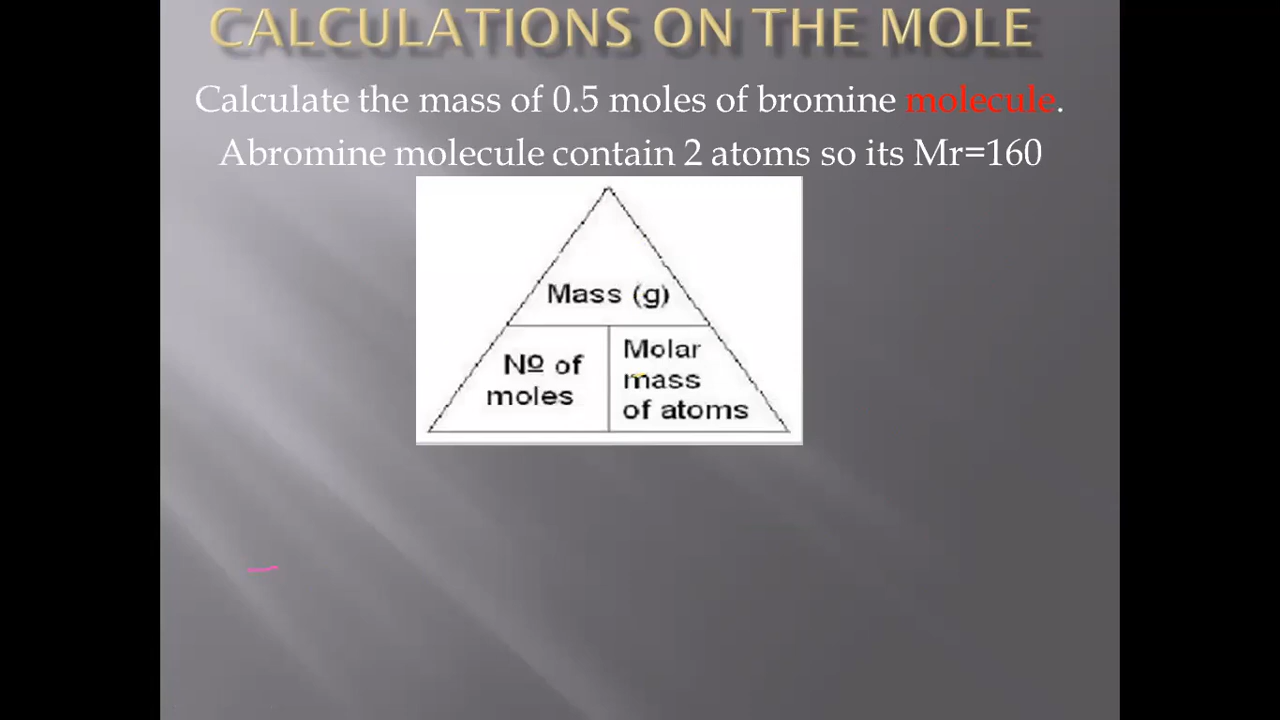 CALCULATIONS ON THE MOLE
Calculate the mass of 0.5 moles of bromine molecule.
Abromine molecule contain 2 atoms so its Mr=160
Mass (g)
Nº of
moles
Molar
mass
of atoms